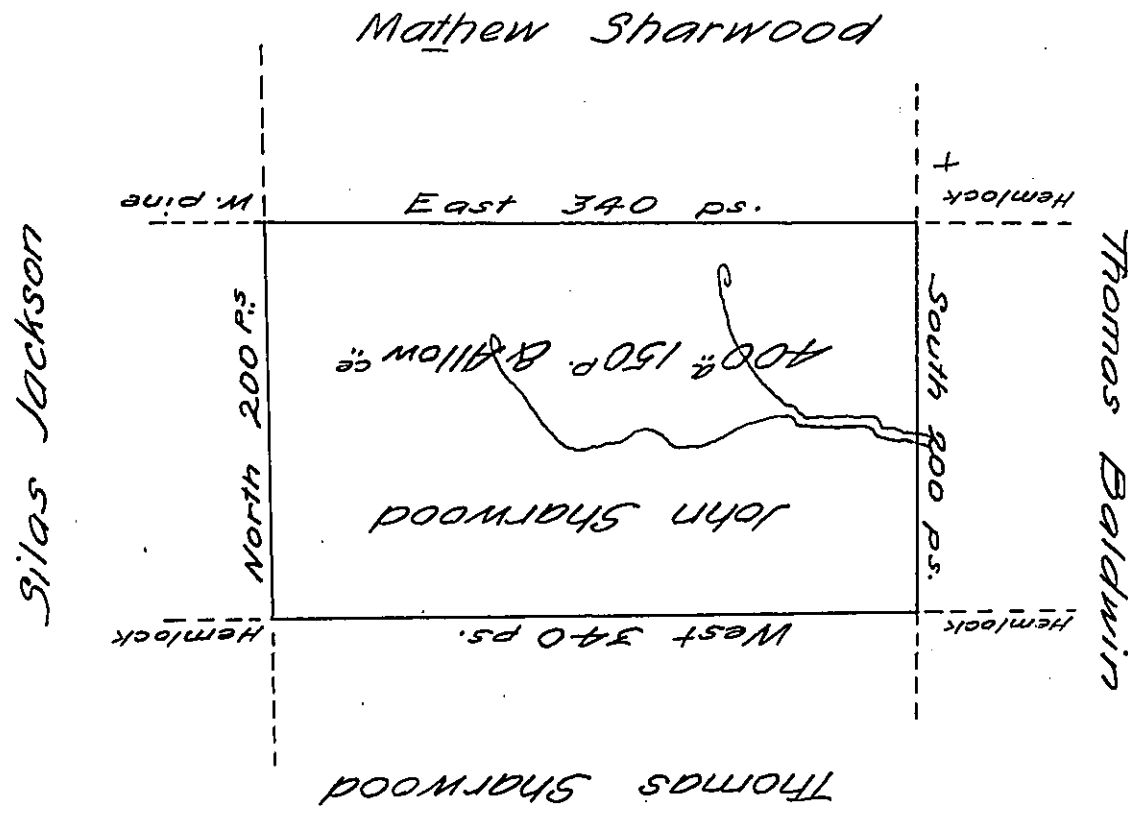 Mathew Sharwood
W. pine
East 340 ps.
+
Hemlock
Silas Jackson
North 200 P.s
400 a 150 P. & Allow ce
John Sharwood
South 200 ps.
Thomas Baldwin
Hemlock
West 340 ps.
Hemlock
Thomas Sharwood